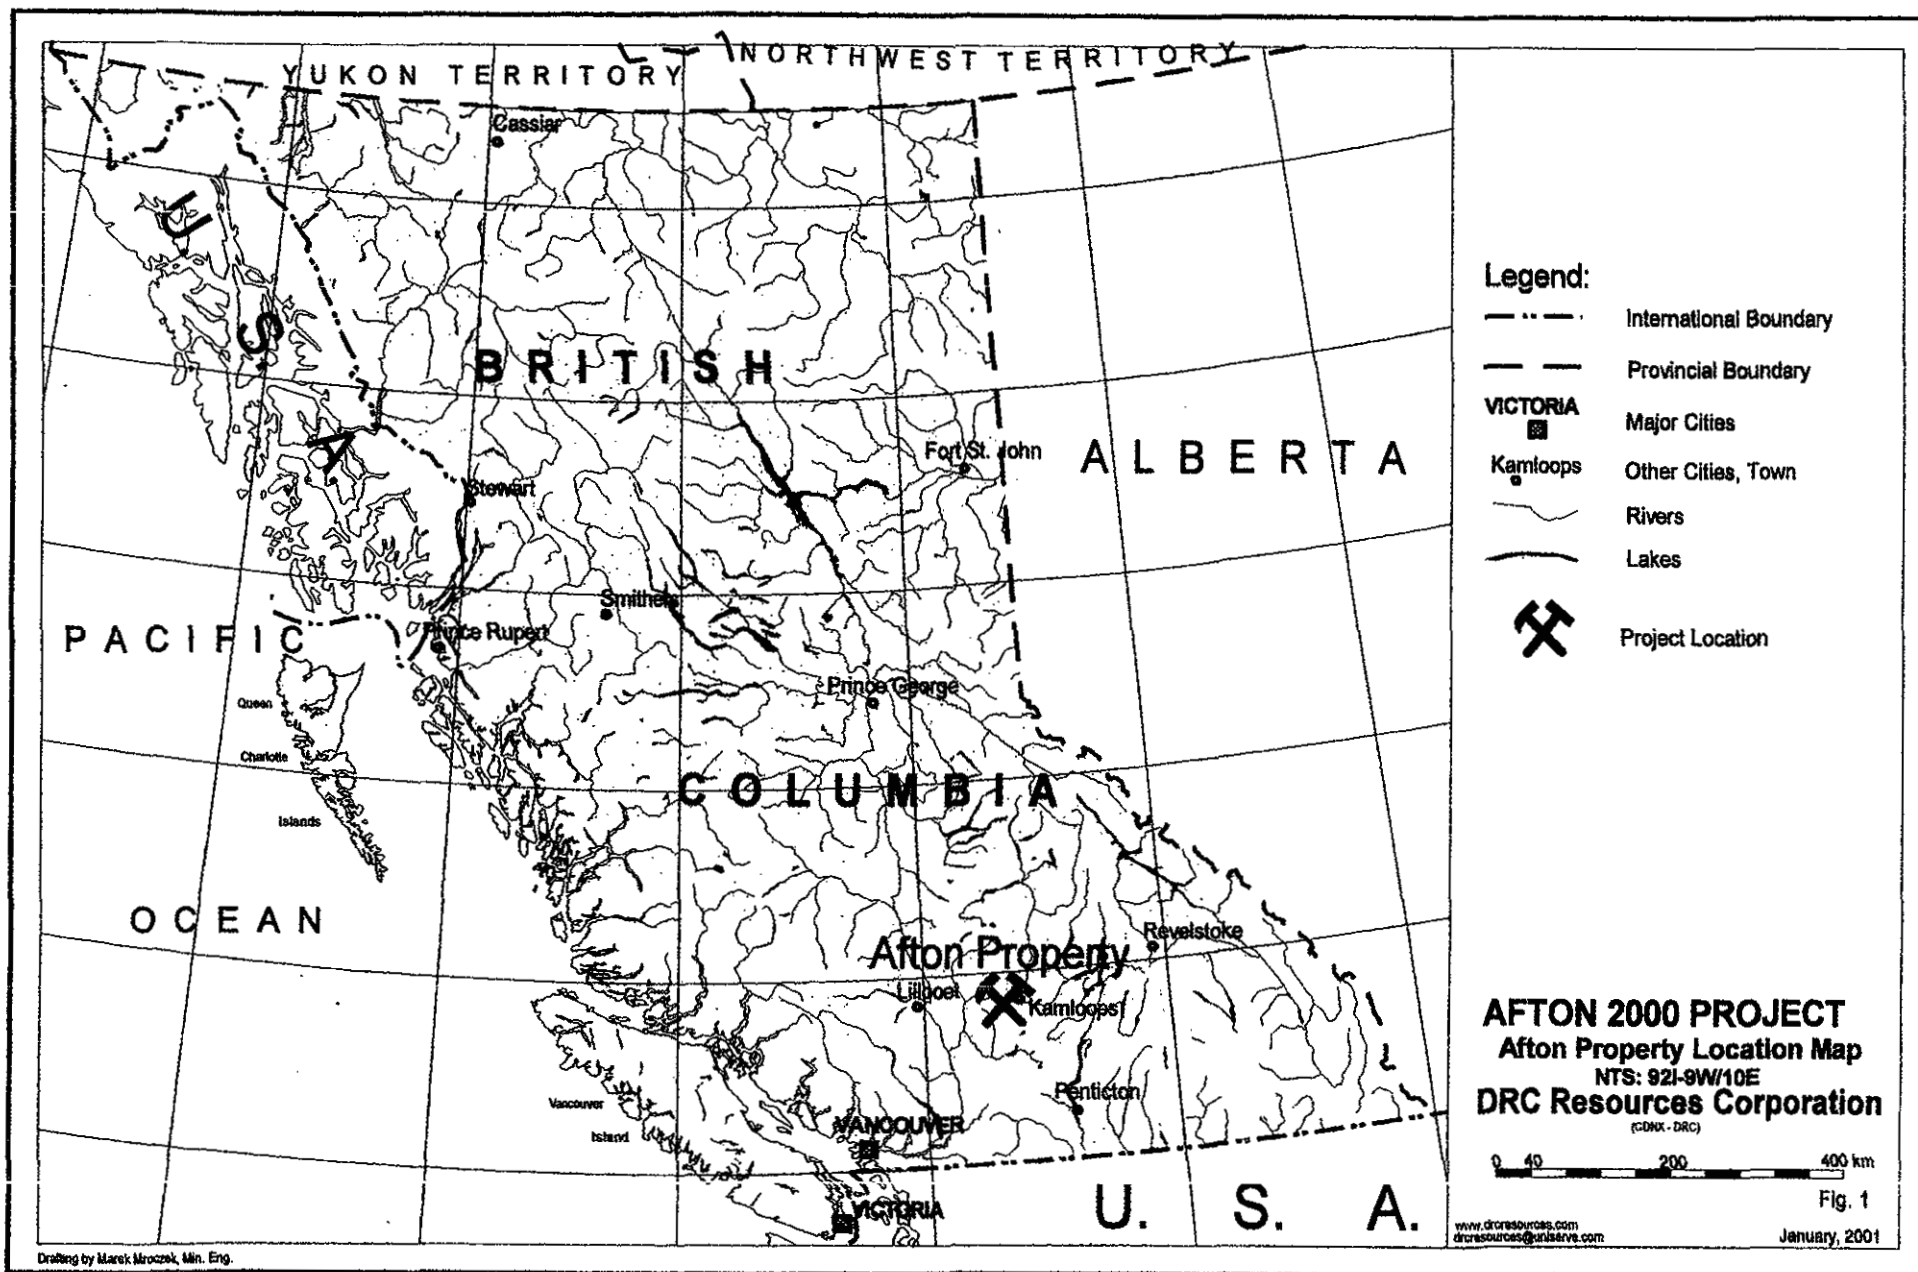 YUKON TERRITORY
NORTHWEST TERRITORY
Cassiar
U. S. A.
BRITISH
Fort St. John
ALBERTA
Stewart
Smithers
PACIFIC
Prince Rupert
Prince George
Queen
Charlotte
Islands
COLUMBIA
OCEAN
Revelstoke
Afton Property
Lillooet
Kamloops
Vancouver
Island
Penticton
VANCOUVER
VICTORIA
U. S. A.
Legend:
International Boundary
Provincial Boundary
VICTORIA
Major Cities
Kamloops
Other Cities, Town
Rivers
Lakes
Project Location
AFTON 2000 PROJECT
Afton Property Location Map
NTS: 92I-9W/10E
DRC Resources Corporation
(CDNX - DRC)
0 40 200 400 km
Fig. 1
www.drcresources.com
drcresources@uniserve.com
January, 2001
Drafting by Marek Mroczek, Min. Eng.